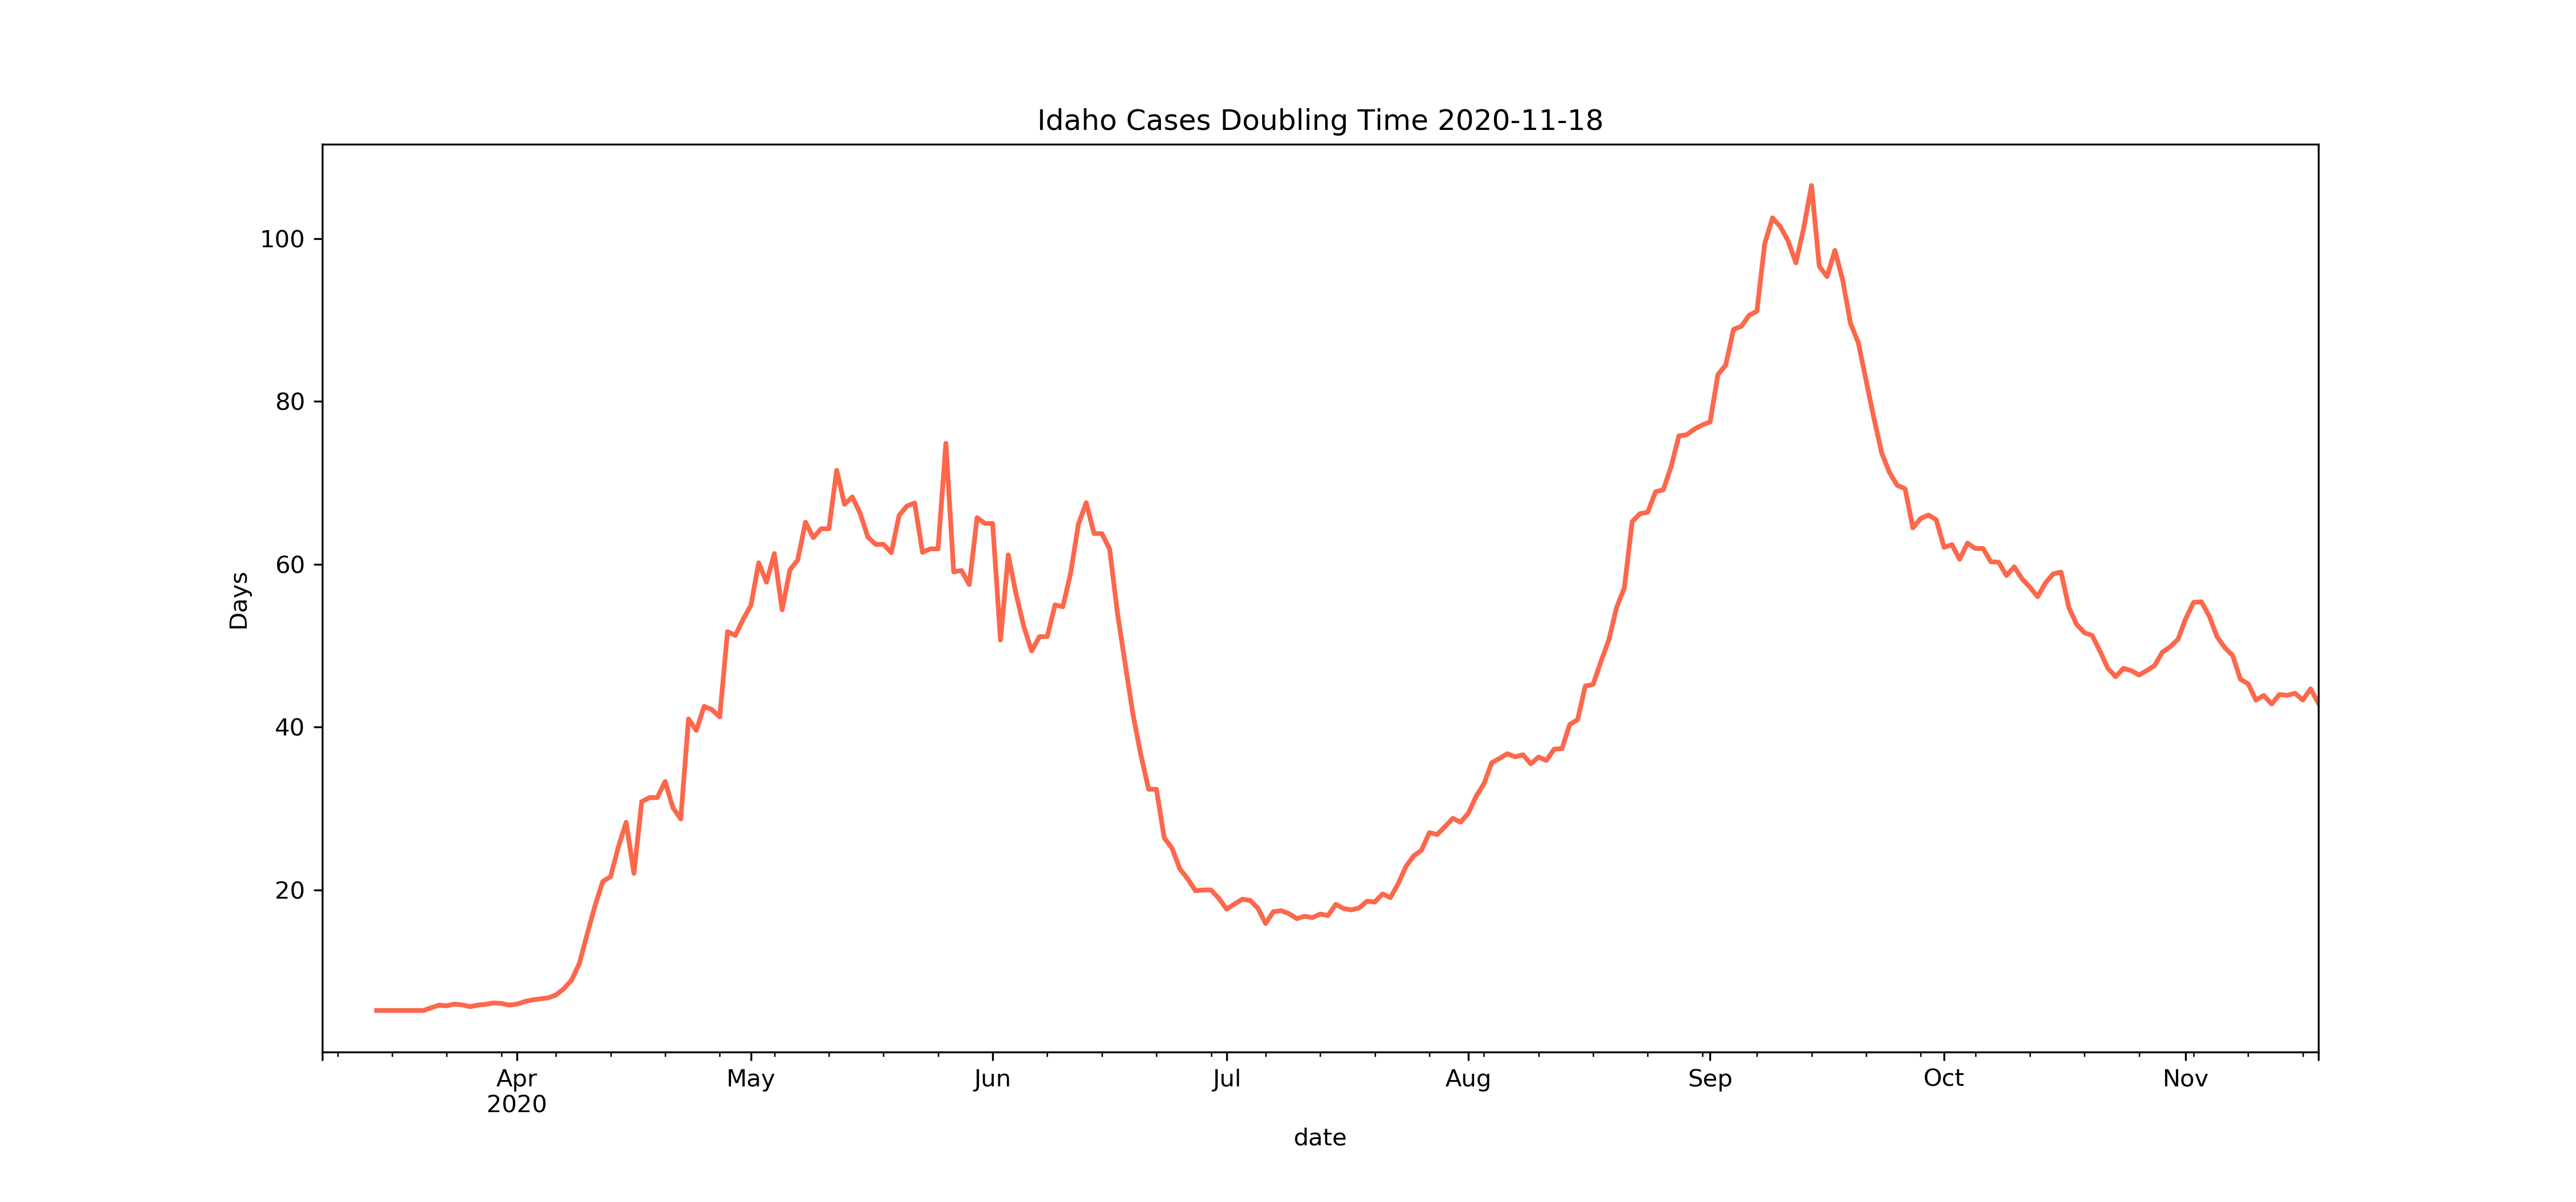 Idaho Cases Doubling Time 2020-11-18
100
80
60
40
20
Days
Apr May Jun Jul Aug Sep Oct Nov
2020
date